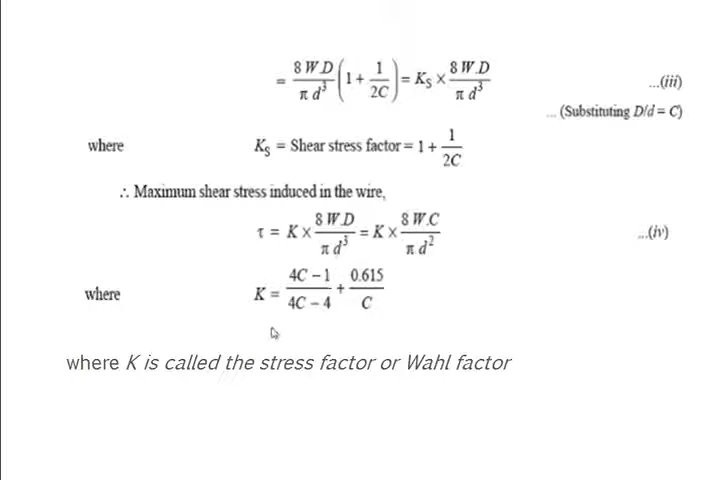 = 8 W.D / π d³ (1 + 1 / 2C) = K_S × 8 W.D / π d³ ...(iii)
... (Substituting D/d = C)
where K_S = Shear stress factor = 1 + 1 / 2C
∴ Maximum shear stress induced in the wire,
τ = K × 8 W.D / π d³ = K × 8 W.C / π d² ...(iv)
where K = 4C – 1 / 4C – 4 + 0.615 / C
where K is called the stress factor or Wahl factor